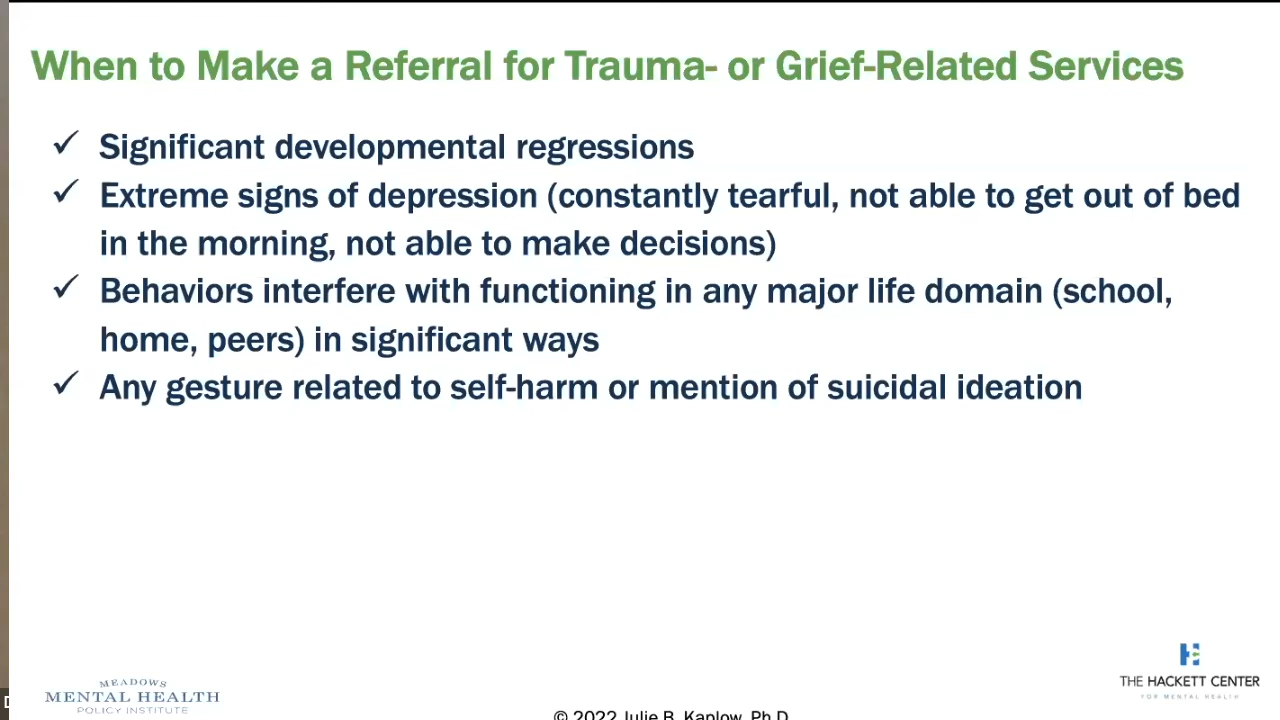 When to Make a Referral for Trauma- or Grief-Related Services
✓ Significant developmental regressions
✓ Extreme signs of depression (constantly tearful, not able to get out of bed
in the morning, not able to make decisions)
✓ Behaviors interfere with functioning in any major life domain (school,
home, peers) in significant ways
✓ Any gesture related to self-harm or mention of suicidal ideation
MEADOWS
MENTAL HEALTH
POLICY INSTITUTE
© 2022 Julie B. Kaplow, Ph.D.
THE HACKETT CENTER
FOR MENTAL HEALTH